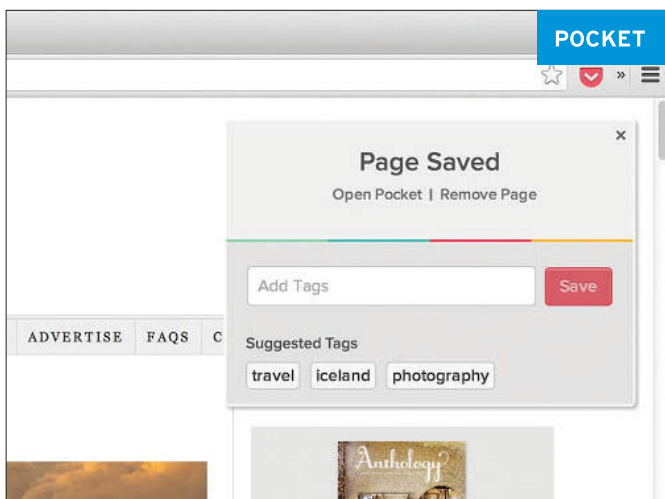 POCKET
»
×
Page Saved
Open Pocket | Remove Page
Add Tags
Save
ADVERTISE FAQS C
Suggested Tags
travel iceland photography
Anthology